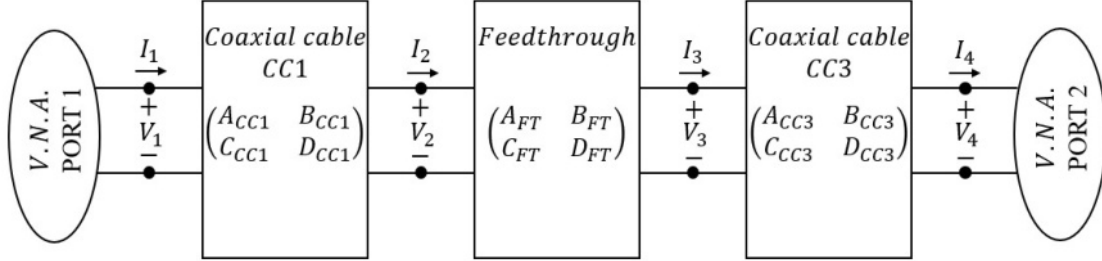 V.N.A.
PORT 1
I1
+
V1
−
Coaxial cable
CC1
(ACC1 BCC1
CCC1 DCC1)
I2
+
V2
−
Feedthrough
(AFT BFT
CFT DFT)
I3
+
V3
−
Coaxial cable
CC3
(ACC3 BCC3
CCC3 DCC3)
I4
+
V4
−
V.N.A.
PORT 2